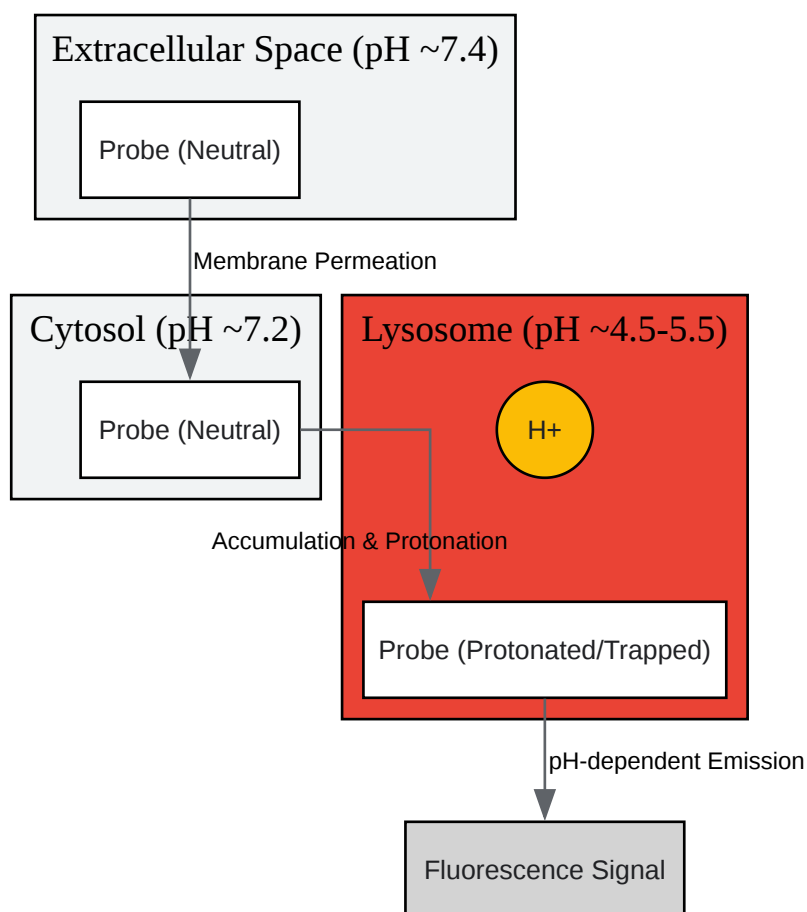 Extracellular Space (pH ~7.4)
Probe (Neutral)
Membrane Permeation
Cytosol (pH ~7.2)
Probe (Neutral)
Lysosome (pH ~4.5-5.5)
H+
Accumulation & Protonation
Probe (Protonated/Trapped)
pH-dependent Emission
Fluorescence Signal